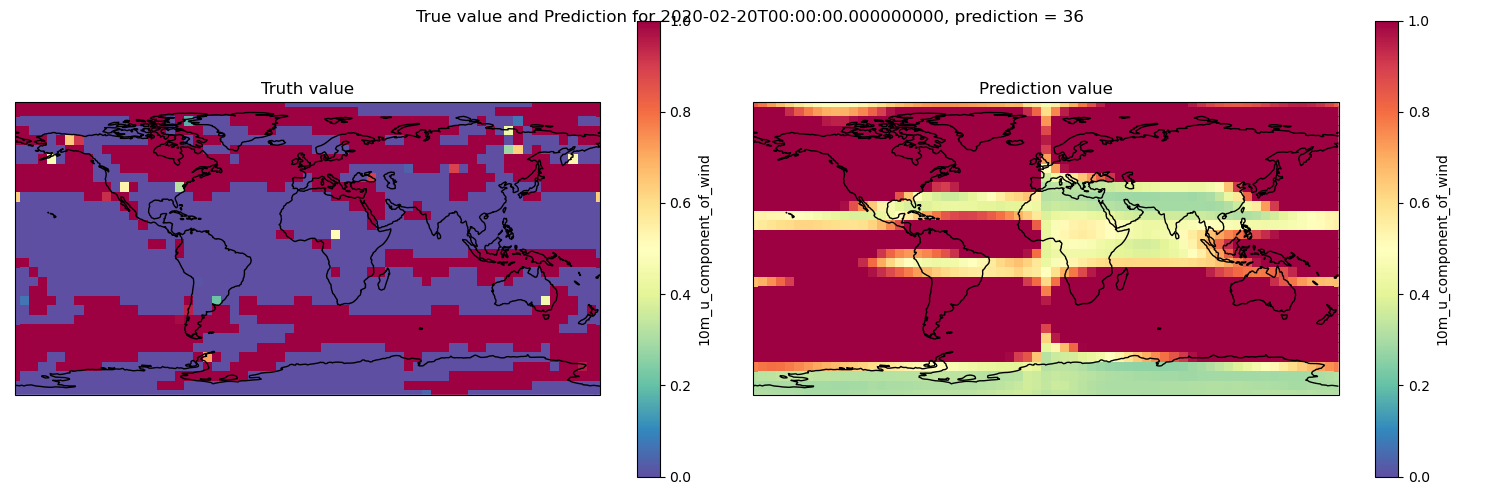 True value and Prediction for 2020-02-20T00:00:00.000000000, prediction = 36
Truth value
Prediction value
1.0
0.8
0.6
0.4
0.2
0.0
10m_u_component_of_wind
1.0
0.8
0.6
0.4
0.2
0.0
10m_u_component_of_wind